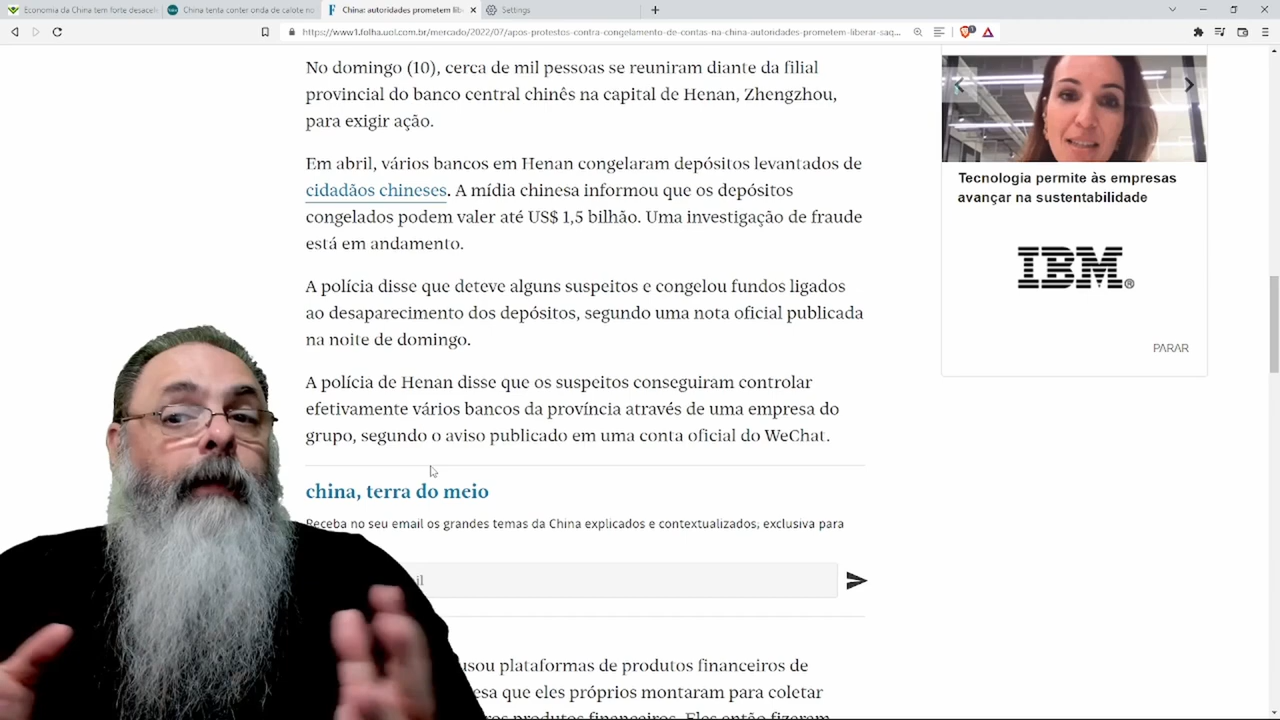 Economia da China tem forte desacel
China tenta conter onda de calote no
China: autoridades prometem lib
Settings
https://www1.folha.uol.com.br/mercado/2022/07/apos-protestos-contra-congelamento-de-contas-na-china-autoridades-prometem-liberar-saq...
No domingo (10), cerca de mil pessoas se reuniram diante da filial
provincial do banco central chinês na capital de Henan, Zhengzhou,
para exigir ação.
Em abril, vários bancos em Henan congelaram depósitos levantados de
cidadãos chineses. A mídia chinesa informou que os depósitos
congelados podem valer até US$ 1,5 bilhão. Uma investigação de fraude
está em andamento.
A polícia disse que deteve alguns suspeitos e congelou fundos ligados
ao desaparecimento dos depósitos, segundo uma nota oficial publicada
na noite de domingo.
A polícia de Henan disse que os suspeitos conseguiram controlar
efetivamente vários bancos da província através de uma empresa do
grupo, segundo o aviso publicado em uma conta oficial do WeChat.
china, terra do meio
Receba no seu email os grandes temas da China explicados e contextualizados, exclusiva para
il
usou plataformas de produtos financeiros de
esa que eles próprios montaram para coletar
ros produtos financeiros. Eles então fizeram
Tecnologia permite às empresas
avançar na sustentabilidade
IBM®
PARAR